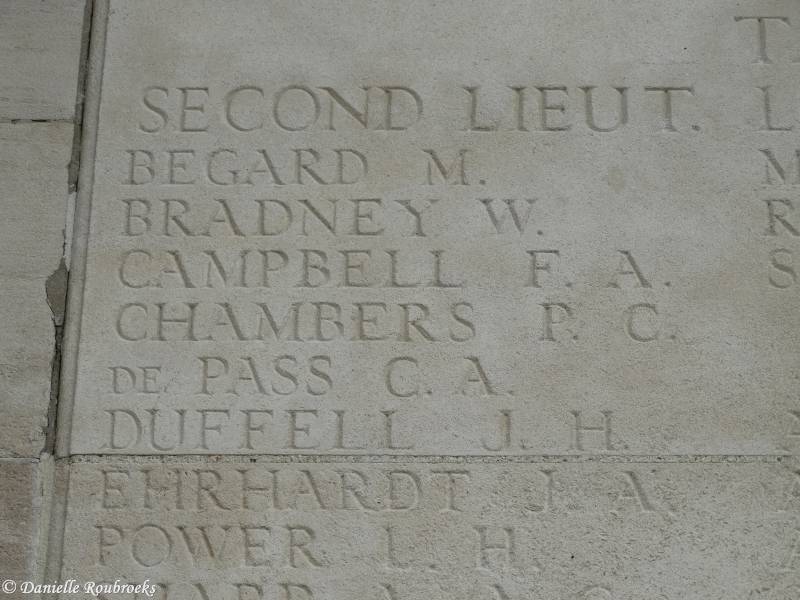 SECOND LIEUT.
BEGARD M.
BRADNEY W.
CAMPBELL F. A.
CHAMBERS P. C.
DE PASS C. A.
DUFFELL J. H.
EHRHARDT J. A.
POWER L. H.
© Danielle Roubroeks